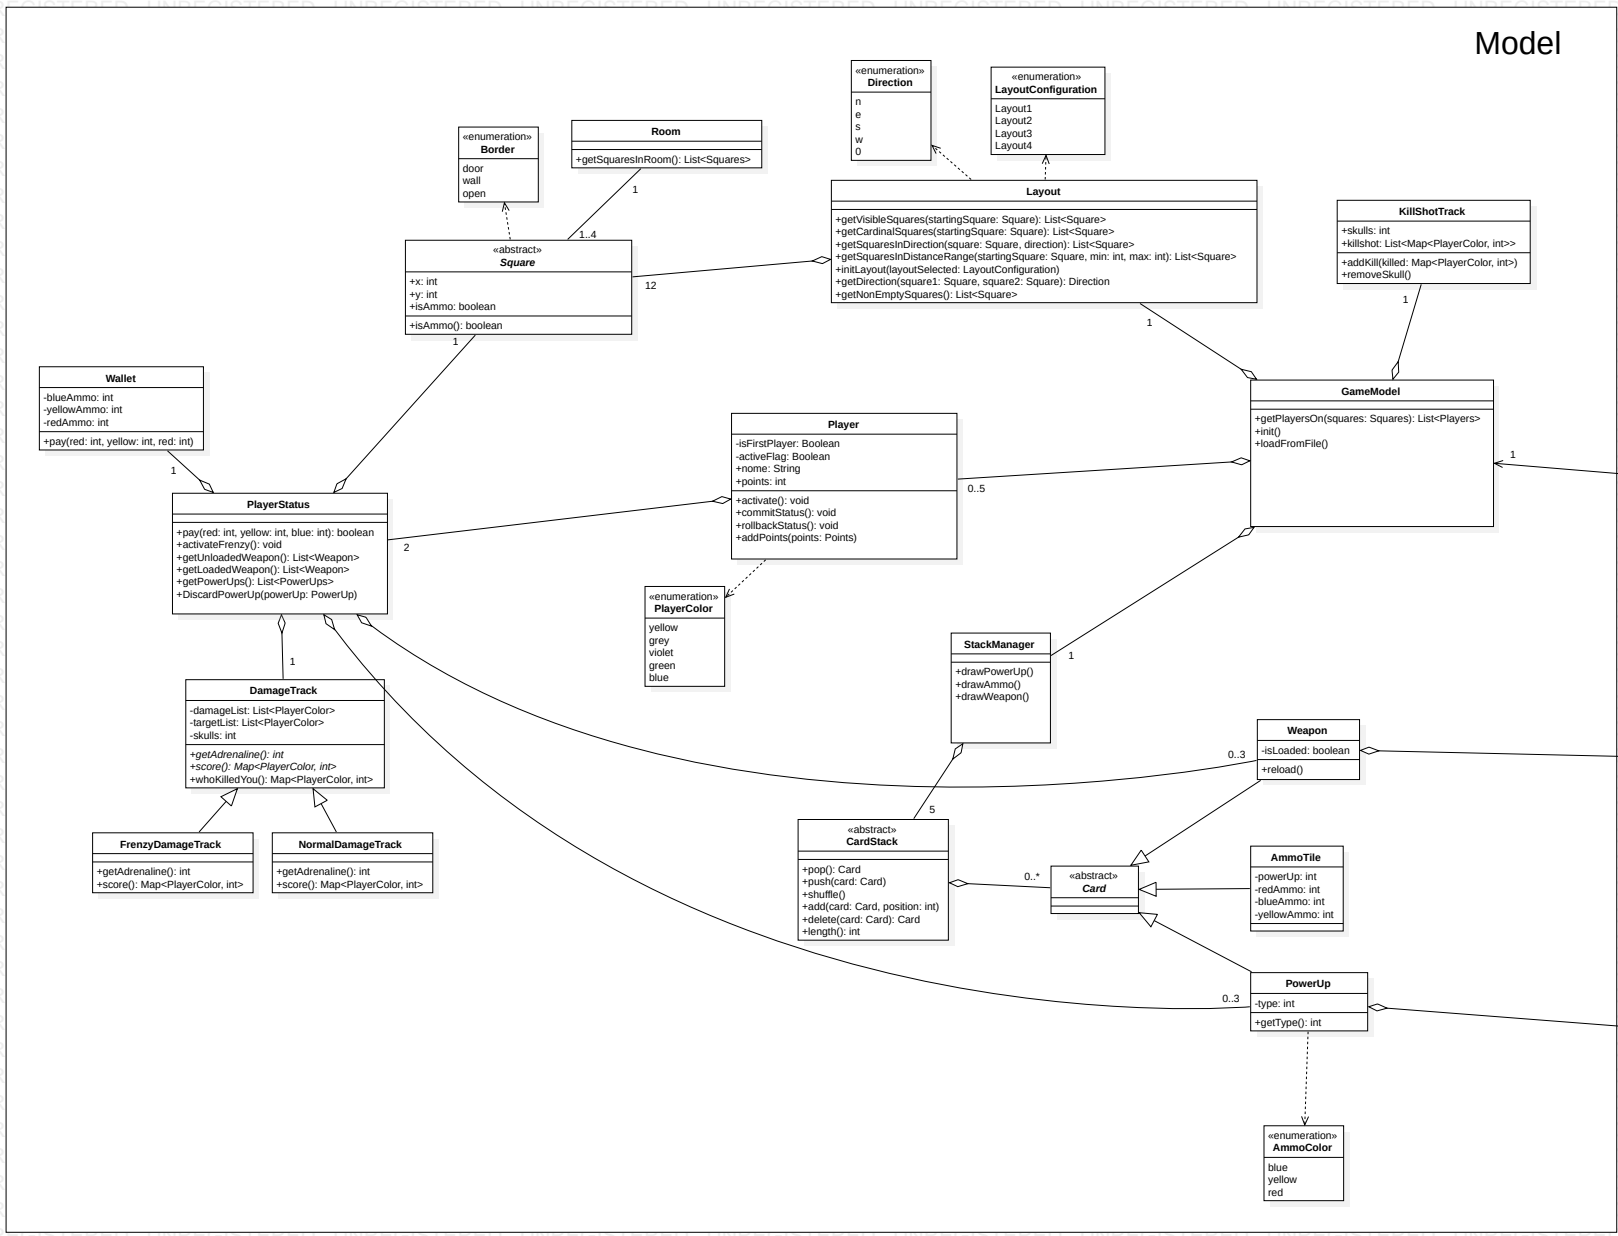 Model
«enumeration»
Direction
n
e
s
w
0
«enumeration»
LayoutConfiguration
Layout1
Layout2
Layout3
Layout4
«enumeration»
Border
door
wall
open
Room
+getSquaresInRoom(): List<Squares>
1
1..4
Layout
+getVisibleSquares(startingSquare: Square): List<Square>
+getCardinalSquares(startingSquare: Square): List<Square>
+getSquaresInDirection(square: Square, direction): List<Square>
+getSquaresInDistanceRange(startingSquare: Square, min: int, max: int): List<Square>
+initLayout(layoutSelected: LayoutConfiguration)
+getDirection(square1: Square, square2: Square): Direction
+getNonEmptySquares(): List<Square>
KillShotTrack
+skulls: int
+killshot: List<Map<PlayerColor, int>>
+addKill(killed: Map<PlayerColor, int>)
+removeSkull()
«abstract»
Square
+x: int
+y: int
+isAmmo: boolean
+isAmmo(): boolean
12
1
1
1
Wallet
-blueAmmo: int
-yellowAmmo: int
-redAmmo: int
+pay(red: int, yellow: int, red: int)
1
GameModel
+getPlayersOn(squares: Squares): List<Players>
+init()
+loadFromFile()
1
Player
-isFirstPlayer: Boolean
-activeFlag: Boolean
+nome: String
+points: int
+activate(): void
+commitStatus(): void
+rollbackStatus(): void
+addPoints(points: Points)
0..5
PlayerStatus
+pay(red: int, yellow: int, blue: int): boolean
+activateFrenzy(): void
+getUnloadedWeapon(): List<Weapon>
+getLoadedWeapon(): List<Weapon>
+getPowerUps(): List<PowerUps>
+DiscardPowerUp(powerUp: PowerUp)
2
«enumeration»
PlayerColor
yellow
grey
violet
green
blue
StackManager
+drawPowerUp()
+drawAmmo()
+drawWeapon()
1
1
DamageTrack
-damageList: List<PlayerColor>
-targetList: List<PlayerColor>
-skulls: int
+getAdrenaline(): int
+score(): Map<PlayerColor, int>
+whoKilledYou(): Map<PlayerColor, int>
Weapon
-isLoaded: boolean
+reload()
0..3
5
FrenzyDamageTrack
+getAdrenaline(): int
+score(): Map<PlayerColor, int>
NormalDamageTrack
+getAdrenaline(): int
+score(): Map<PlayerColor, int>
«abstract»
CardStack
+pop(): Card
+push(card: Card)
+shuffle()
+add(card: Card, position: int)
+delete(card: Card): Card
+length(): int
0..*
«abstract»
Card
AmmoTile
-powerUp: int
-redAmmo: int
-blueAmmo: int
-yellowAmmo: int
PowerUp
-type: int
+getType(): int
0..3
«enumeration»
AmmoColor
blue
yellow
red